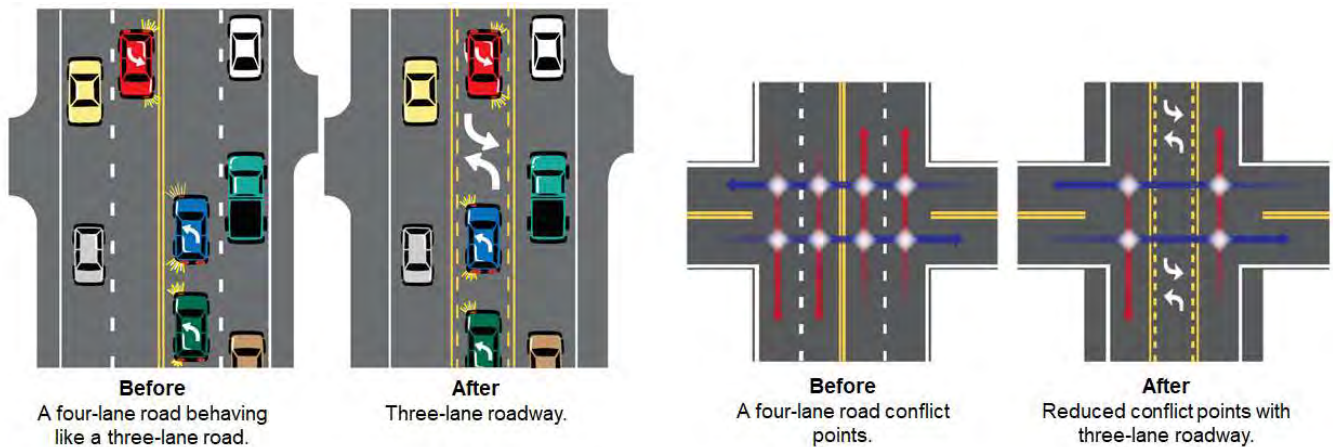 Before
A four-lane road behaving
like a three-lane road.
After
Three-lane roadway.
Before
A four-lane road conflict
points.
After
Reduced conflict points with
three-lane roadway.